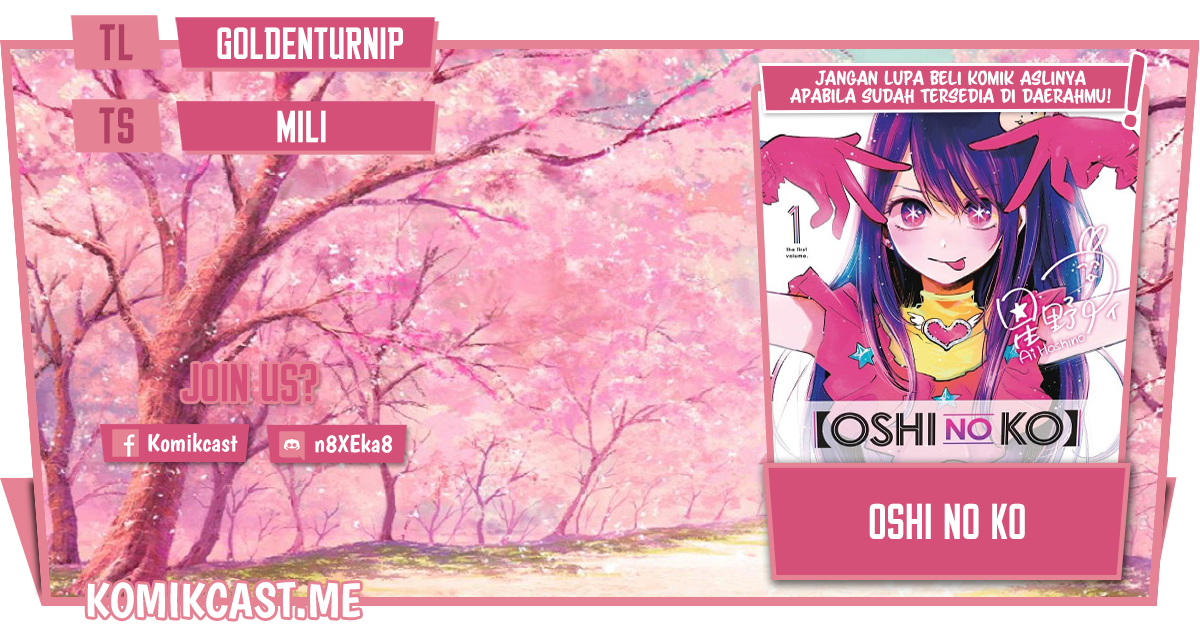 TL
GOLDENTURNIP
TS
MILI
JOIN US?
Komikcast
n8XEka8
KOMIKCAST.ME
JANGAN LUPA BELI KOMIK ASLINYA
APABILA SUDAH TERSEDIA DI DAERAHMU!
1
the first
volume.
星野アイ
Ai Hoshino
【OSHI NO KO】
OSHI NO KO